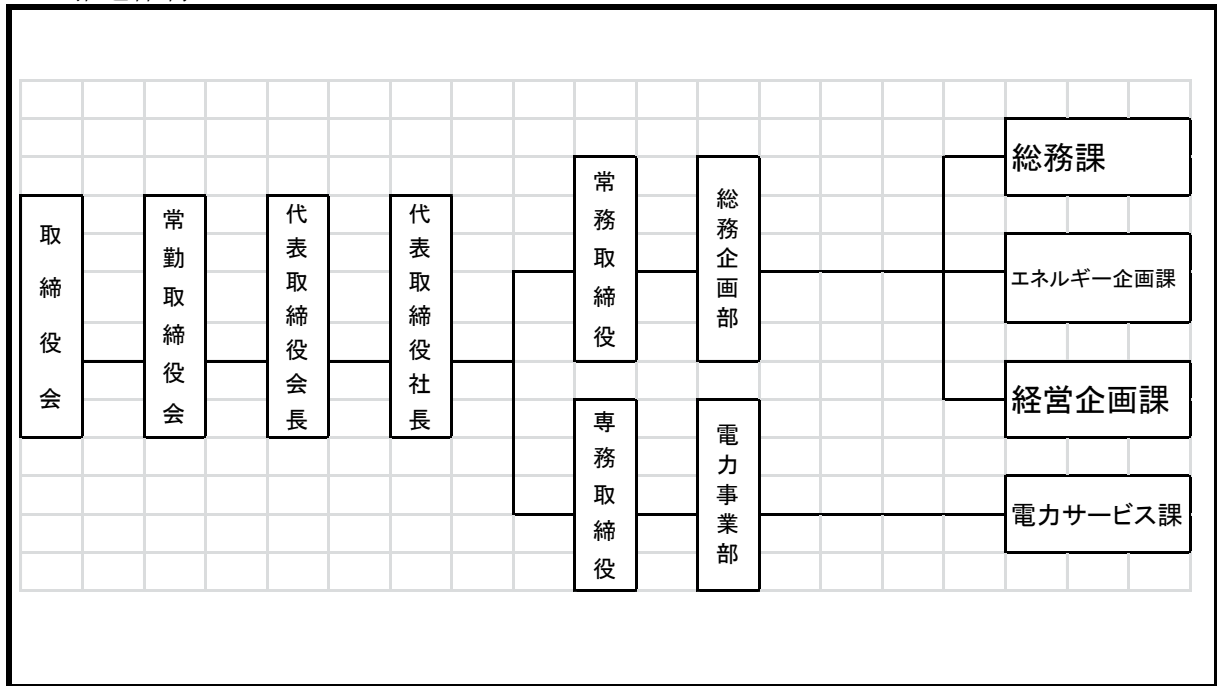 取締役会
常勤取締役会
代表取締役会長
代表取締役社長
常務取締役
総務企画部
総務課
エネルギー企画課
経営企画課
専務取締役
電力事業部
電力サービス課